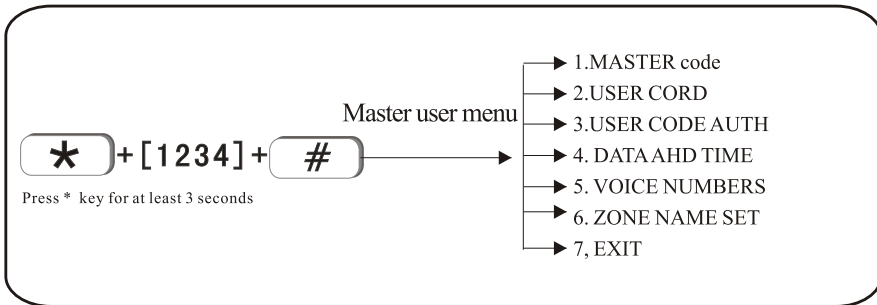 1.MASTER code
2.USER CORD
Master user menu
3.USER CODE AUTH
* +[1234]+ #
4. DATA AHD TIME
5. VOICE NUMBERS
Press * key for at least 3 seconds
6. ZONE NAME SET
7, EXIT